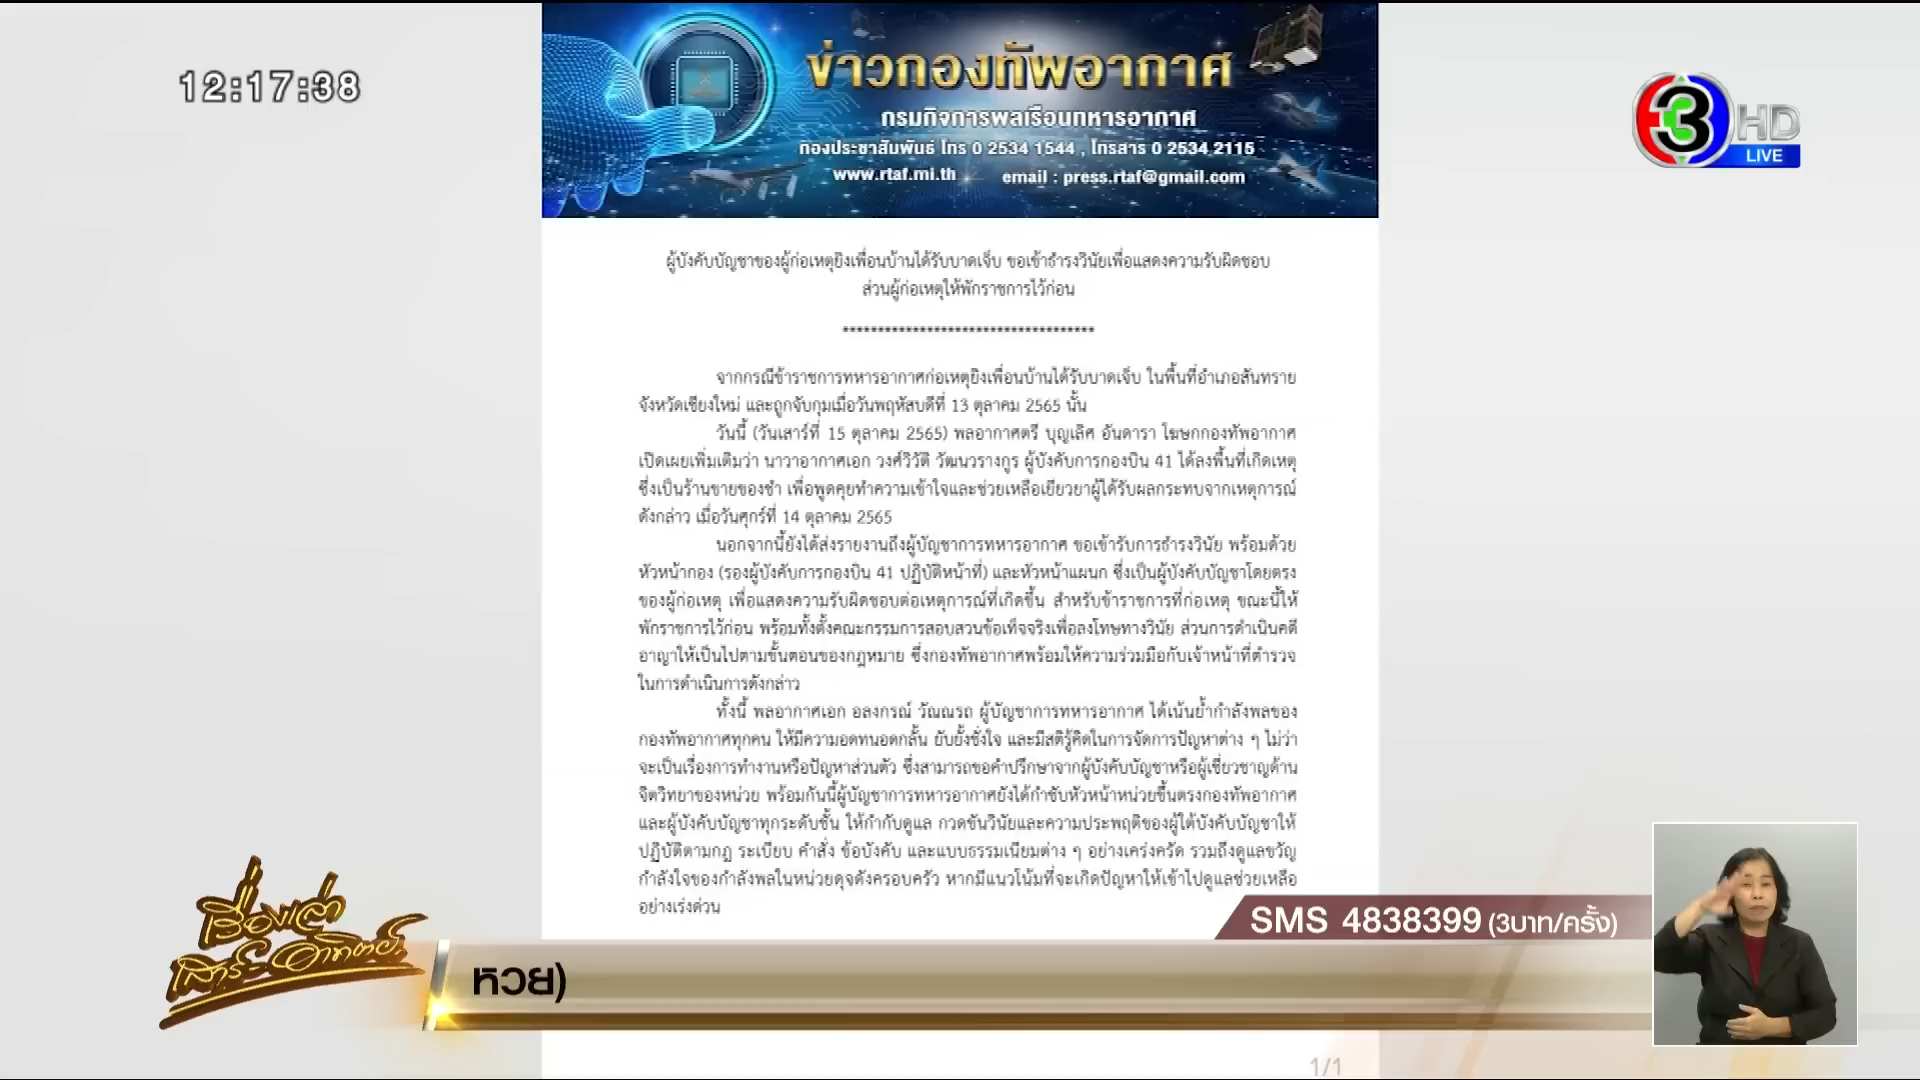 12:17:38
ข่าวกองทัพอากาศ
กรมกิจการพลเรือนทหารอากาศ
กองประชาสัมพันธ์ โทร 0 2534 1544 , โทรสาร 0 2534 2115
www.rtaf.mi.th email : press.rtaf@gmail.com
3 HD
LIVE
ผู้บังคับบัญชาของผู้ก่อเหตุยิงเพื่อนบ้านได้รับบาดเจ็บ ขอเข้าธำรงวินัยเพื่อแสดงความรับผิดชอบ
ส่วนผู้ก่อเหตุให้พักราชการไว้ก่อน
************************************
จากกรณีข้าราชการทหารอากาศก่อเหตุยิงเพื่อนบ้านได้รับบาดเจ็บ ในพื้นที่อำเภอสันทราย
จังหวัดเชียงใหม่ และถูกจับกุมเมื่อวันพฤหัสบดีที่ 13 ตุลาคม 2565 นั้น
วันนี้ (วันเสาร์ที่ 15 ตุลาคม 2565) พลอากาศตรี บุญเลิศ อันดารา โฆษกกองทัพอากาศ
เปิดเผยเพิ่มเติมว่า นาวาอากาศเอก วงศ์วิวัติ วัฒนวรางกูร ผู้บังคับการกองบิน 41 ได้ลงพื้นที่เกิดเหตุ
ซึ่งเป็นร้านขายของชำ เพื่อพูดคุยทำความเข้าใจและช่วยเหลือเยียวยาผู้ได้รับผลกระทบจากเหตุการณ์
ดังกล่าว เมื่อวันศุกร์ที่ 14 ตุลาคม 2565
นอกจากนี้ยังได้ส่งรายงานถึงผู้บัญชาการทหารอากาศ ขอเข้ารับการธำรงวินัย พร้อมด้วย
หัวหน้ากอง (รองผู้บังคับการกองบิน 41 ปฏิบัติหน้าที่) และหัวหน้าแผนก ซึ่งเป็นผู้บังคับบัญชาโดยตรง
ของผู้ก่อเหตุ เพื่อแสดงความรับผิดชอบต่อเหตุการณ์ที่เกิดขึ้น สำหรับข้าราชการที่ก่อเหตุ ขณะนี้ให้
พักราชการไว้ก่อน พร้อมทั้งตั้งคณะกรรมการสอบสวนข้อเท็จจริงเพื่อลงโทษทางวินัย ส่วนการดำเนินคดี
อาญาให้เป็นไปตามขั้นตอนของกฎหมาย ซึ่งกองทัพอากาศพร้อมให้ความร่วมมือกับเจ้าหน้าที่ตำรวจ
ในการดำเนินการดังกล่าว
ทั้งนี้ พลอากาศเอก อลงกรณ์ วัณณรถ ผู้บัญชาการทหารอากาศ ได้เน้นย้ำกำลังพลของ
กองทัพอากาศทุกคน ให้มีความอดทนอดกลั้น ยับยั้งชั่งใจ และมีสติรู้คิดในการจัดการปัญหาต่าง ๆ ไม่ว่า
จะเป็นเรื่องการทำงานหรือปัญหาส่วนตัว ซึ่งสามารถขอคำปรึกษาจากผู้บังคับบัญชาหรือผู้เชี่ยวชาญด้าน
จิตวิทยาของหน่วย พร้อมกันนี้ผู้บัญชาการทหารอากาศยังได้กำชับหัวหน้าหน่วยขึ้นตรงกองทัพอากาศ
และผู้บังคับบัญชาทุกระดับชั้น ให้กำกับดูแล กวดขันวินัยและความประพฤติของผู้ใต้บังคับบัญชาให้
ปฏิบัติตามกฎ ระเบียบ คำสั่ง ข้อบังคับ และแบบธรรมเนียมต่าง ๆ อย่างเคร่งครัด รวมถึงดูแลขวัญ
กำลังใจของกำลังพลในหน่วยดุจดังครอบครัว หากมีแนวโน้มที่จะเกิดปัญหาให้เข้าไปดูแลช่วยเหลือ
อย่างเร่งด่วน
SMS 4838399 (3บาท/ครั้ง)
เรื่องเล่า
เสาร์-อาทิตย์
หวย)
1/1